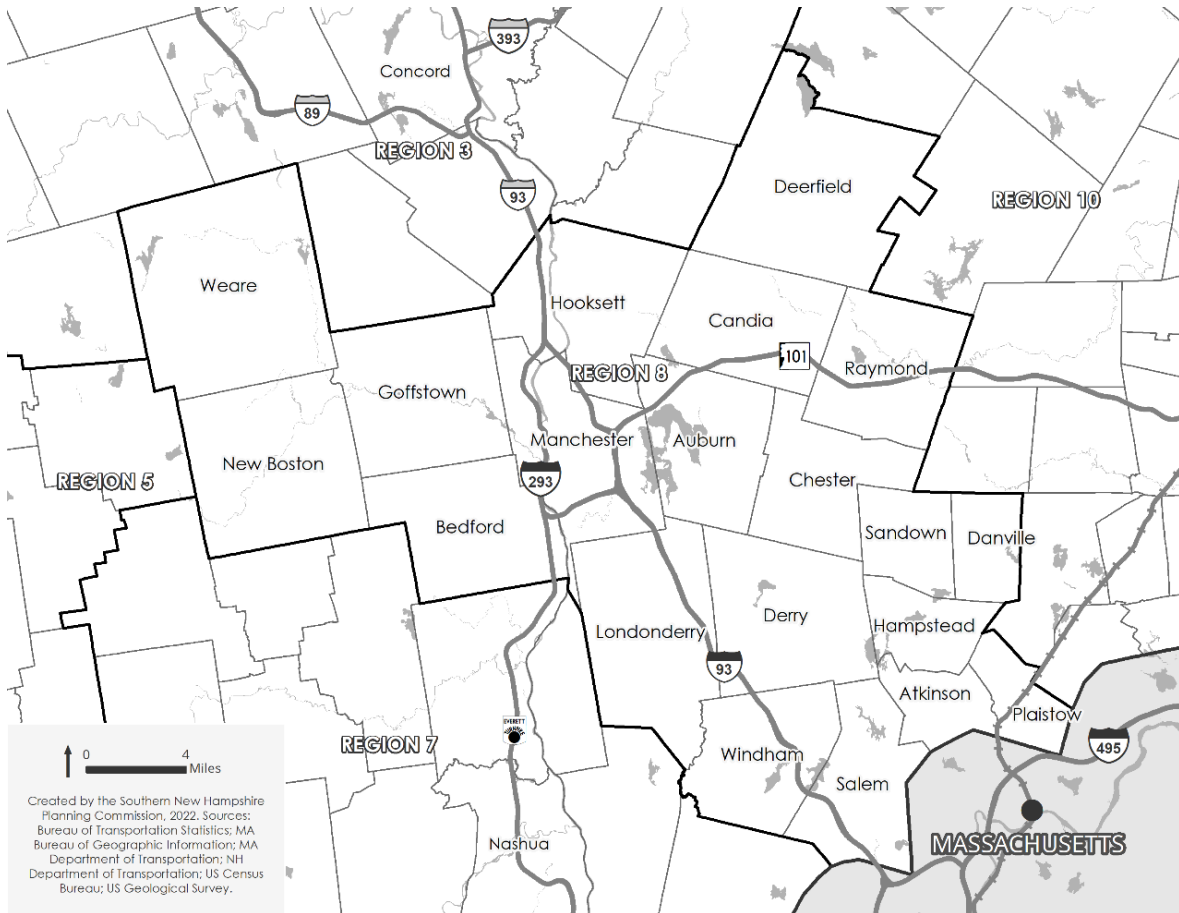 393
Concord
89
REGION 3
93
Deerfield
REGION 10
Weare
Hooksett
Candia
101
Raymond
REGION 8
Goffstown
Manchester
Auburn
New Boston
REGION 5
293
Chester
Bedford
Sandown
Danville
Derry
Londonderry
Hampstead
93
Atkinson
Plaistow
EVERETT
TURNPIKE
REGION 7
495
Windham
Salem
MASSACHUSETTS
Nashua
0 4
Miles
Created by the Southern New Hampshire
Planning Commission, 2022. Sources:
Bureau of Transportation Statistics; MA
Bureau of Geographic Information; MA
Department of Transportation; NH
Department of Transportation; US Census
Bureau; US Geological Survey.